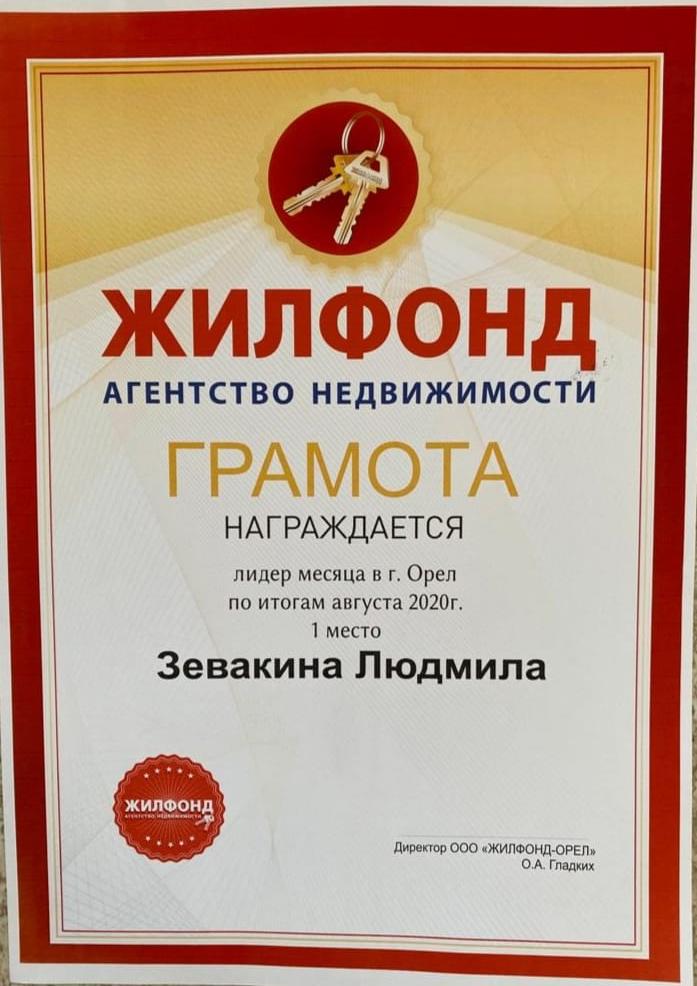 ЖИЛФОНД
АГЕНТСТВО НЕДВИЖИМОСТИ
ГРАМОТА
НАГРАЖДАЕТСЯ
лидер месяца в г. Орел
по итогам августа 2020г.
1 место
Зевакина Людмила
ЖИЛФОНД
АГЕНТСТВО НЕДВИЖИМОСТИ
Директор ООО «ЖИЛФОНД-ОРЕЛ»
О.А. Гладких